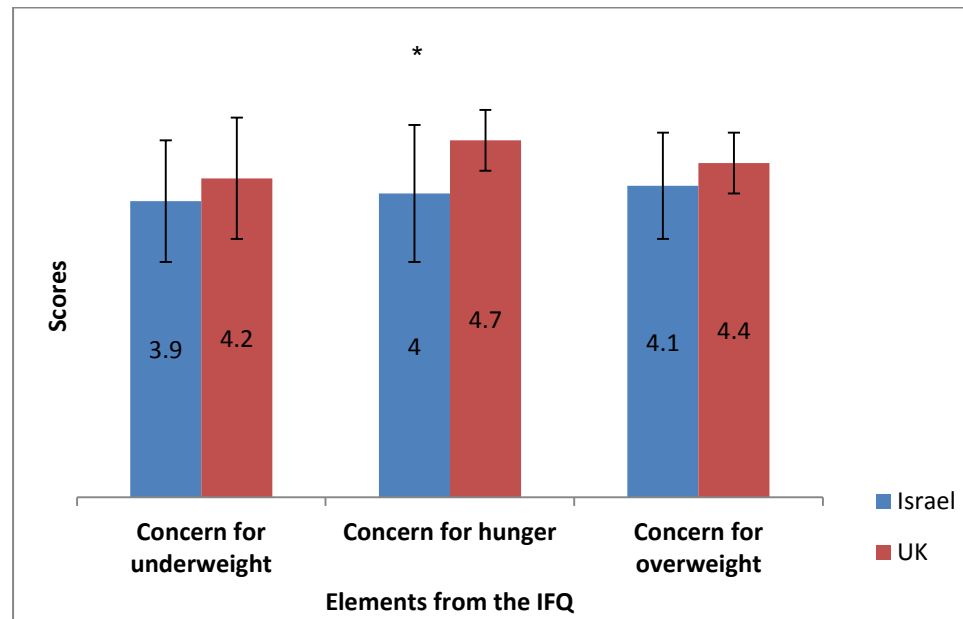 *
Scores
3.9
4.2
4
4.7
4.1
4.4
Concern for
underweight
Concern for hunger
Concern for
overweight
Elements from the IFQ
Israel
UK